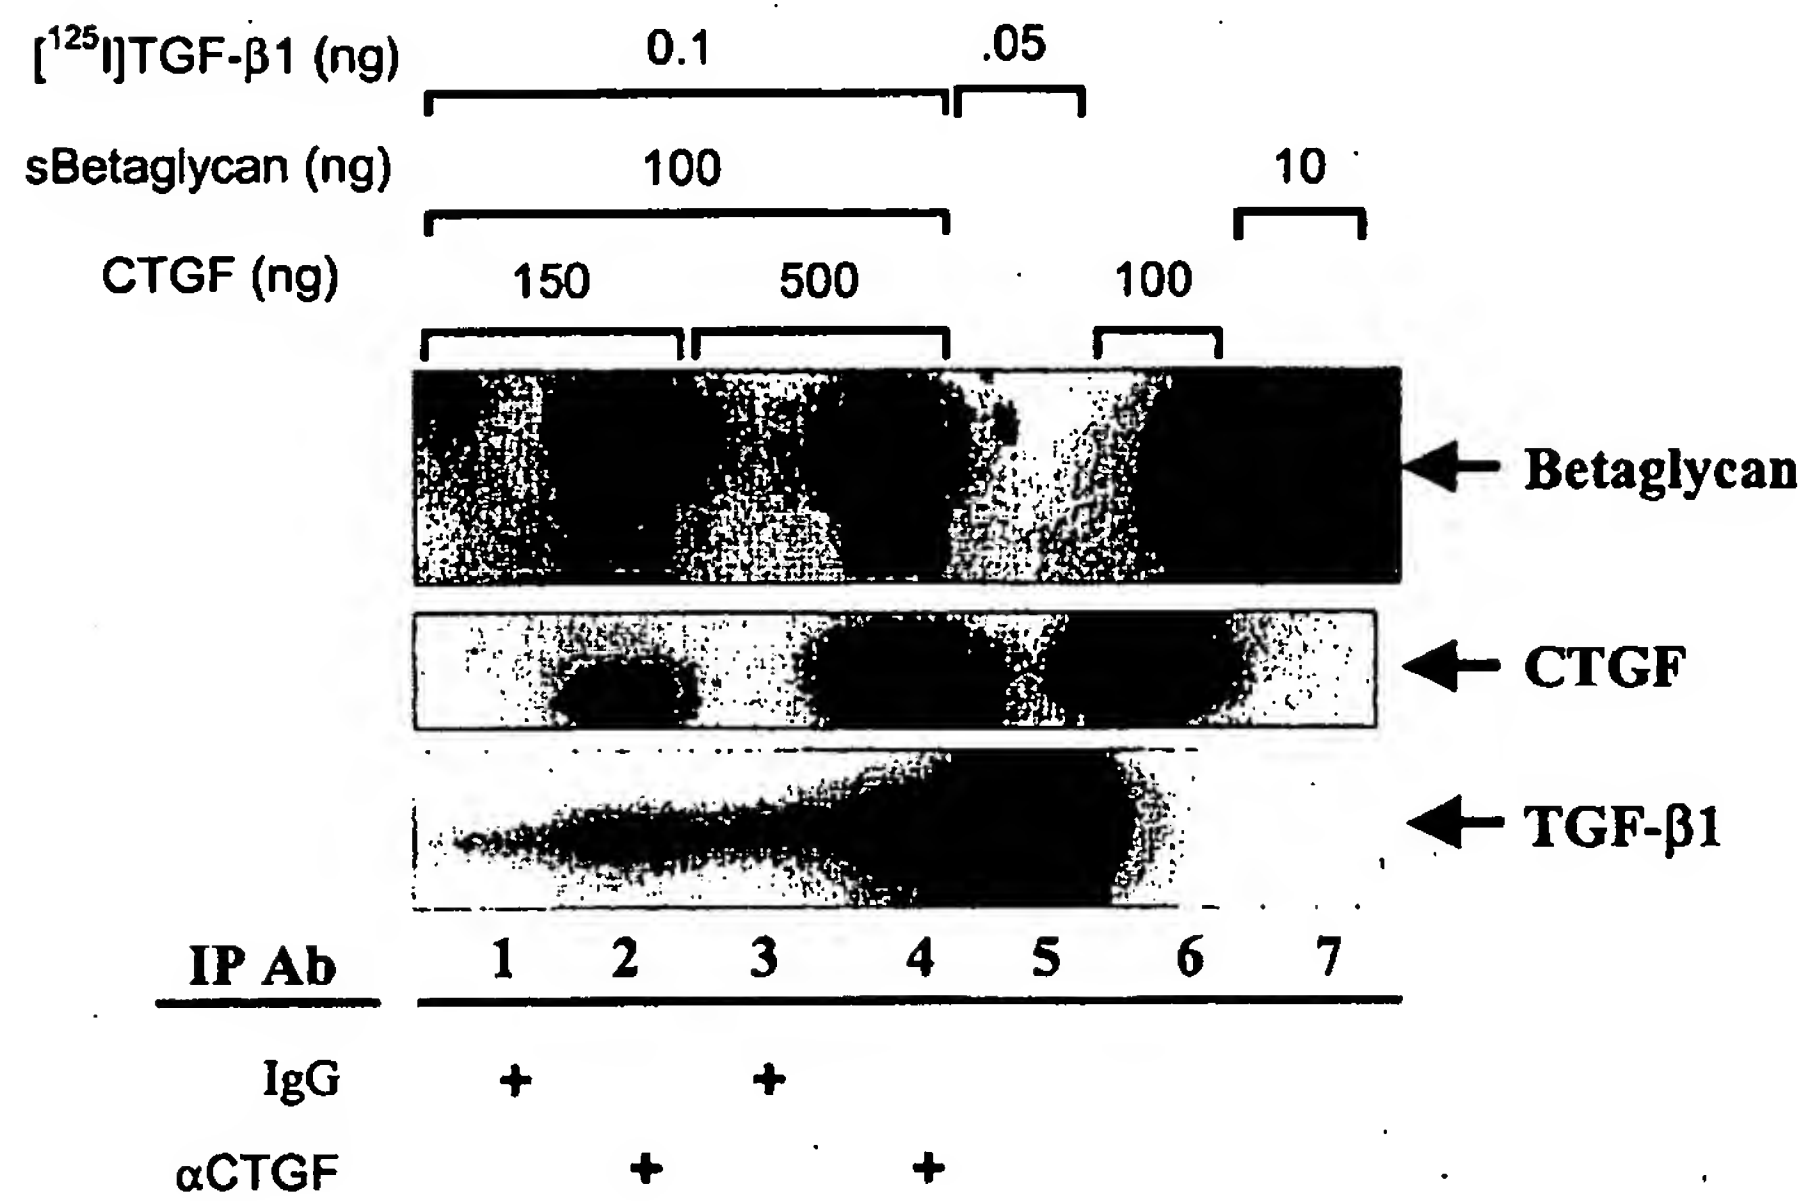 [¹²⁵I]TGF-β1 (ng) 0.1 .05
sBetaglycan (ng) 100 10
CTGF (ng) 150 500 100
Betaglycan
CTGF
TGF-β1
IP Ab 1 2 3 4 5 6 7
IgG + +
αCTGF + +